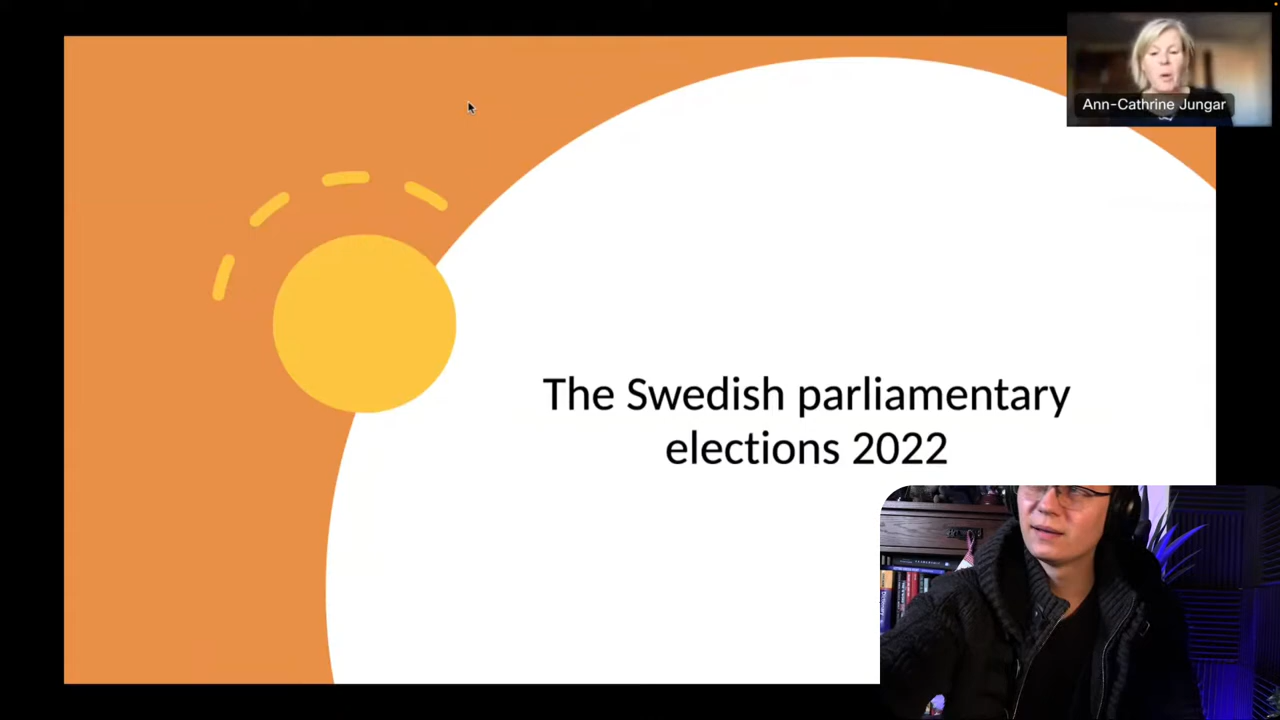 Ann-Cathrine Jungar
The Swedish parliamentary
elections 2022